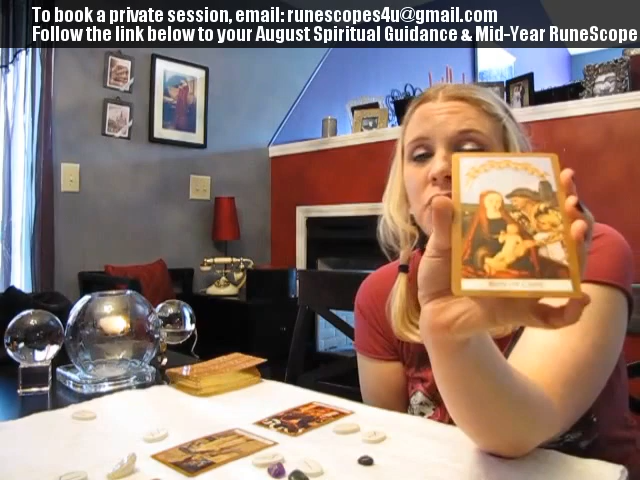 To book a private session, email: runescopes4u@gmail.com
Follow the link below to your August Spiritual Guidance & Mid-Year RuneScope